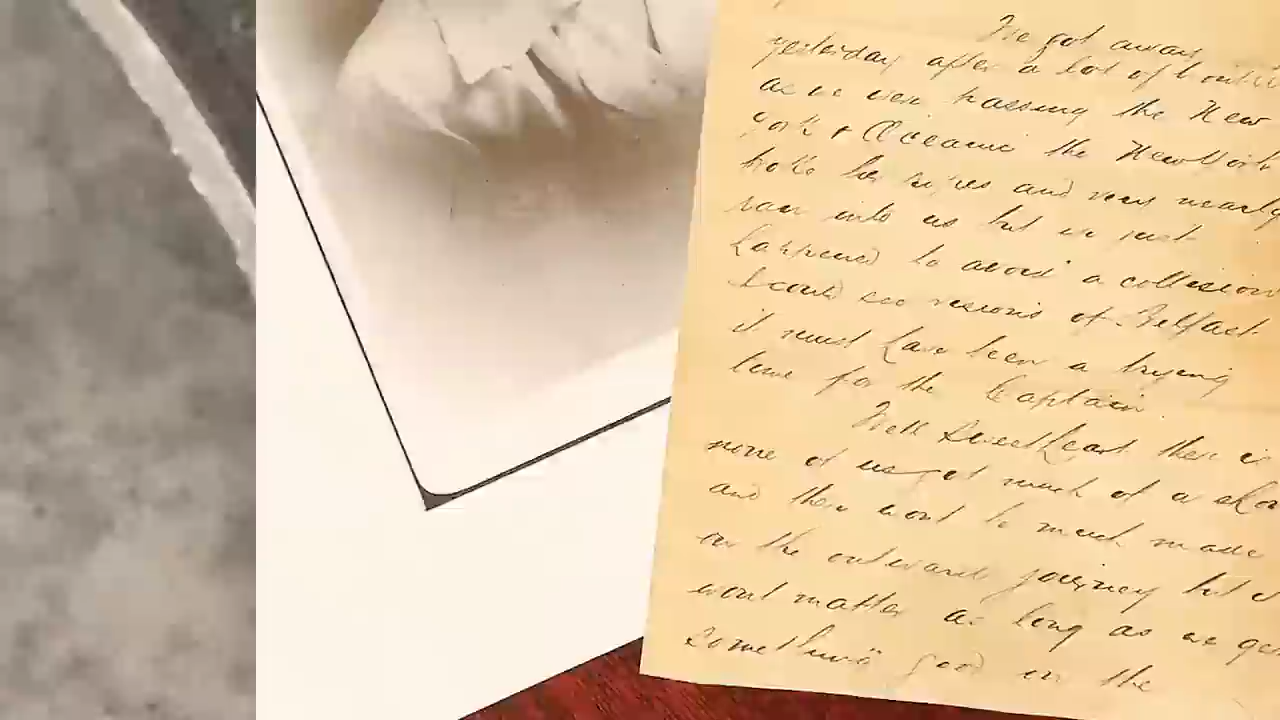 We got away
yesterday after a lot of trouble
as we were passing the New
York & Oceanic the New York
broke her ropes and very nearly
ran into us but we just
happened to avoid a collision
I could see visions of Belfast
it must have been a trying
time for the Captain.
Well Sweetheart there is
none of us got much of a
and there wont be much made
on the outward journey but
wont matter as long as we get
something good on the